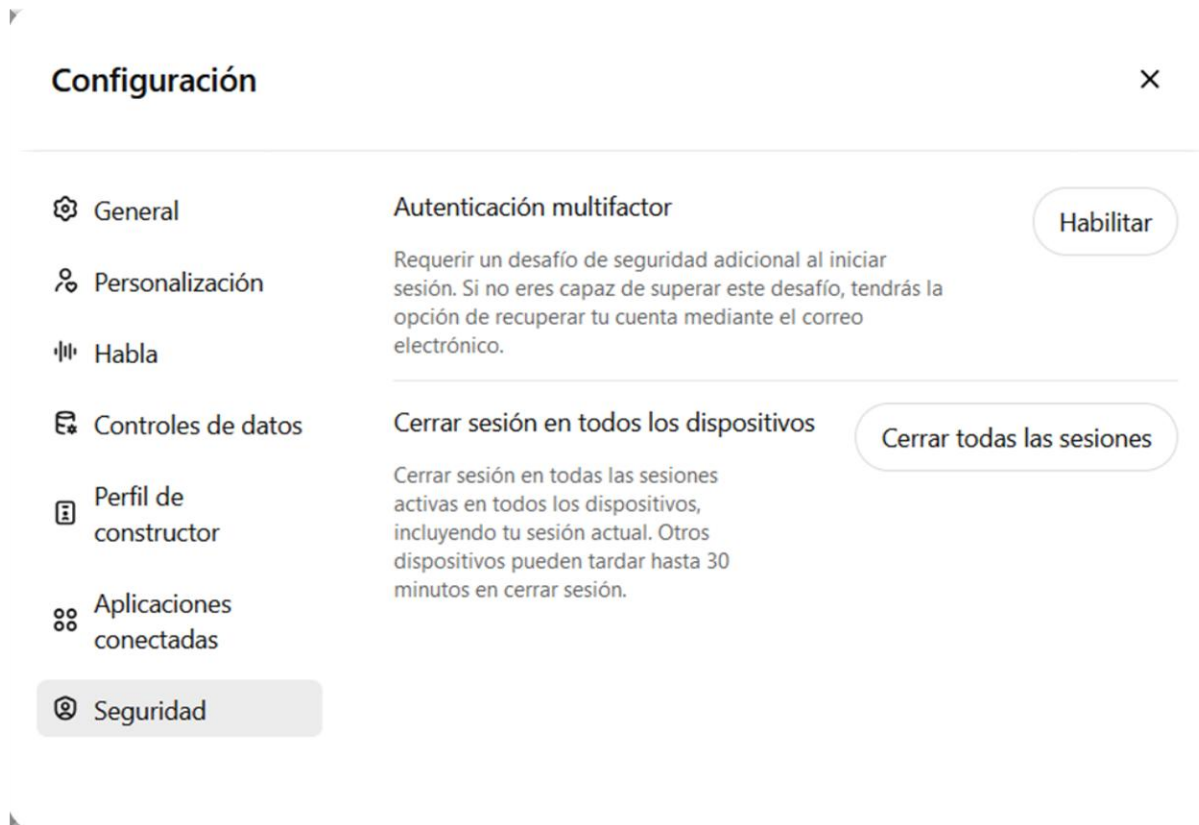 Configuración
General
Personalización
Habla
Controles de datos
Perfil de
constructor
Aplicaciones
conectadas
Seguridad
Autenticación multifactor
Habilitar
Requerir un desafío de seguridad adicional al iniciar
sesión. Si no eres capaz de superar este desafío, tendrás la
opción de recuperar tu cuenta mediante el correo
electrónico.
Cerrar sesión en todos los dispositivos
Cerrar todas las sesiones
Cerrar sesión en todas las sesiones
activas en todos los dispositivos,
incluyendo tu sesión actual. Otros
dispositivos pueden tardar hasta 30
minutos en cerrar sesión.